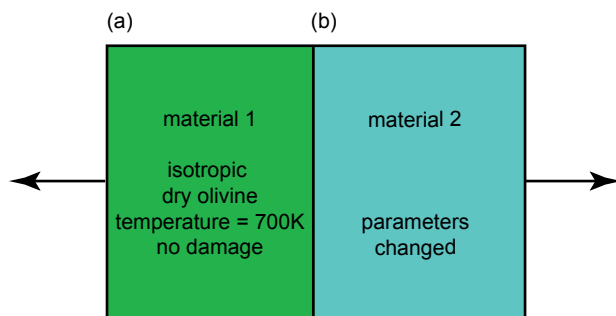 (a)
(b)
material 1
isotropic
dry olivine
temperature = 700K
no damage
material 2
parameters
changed